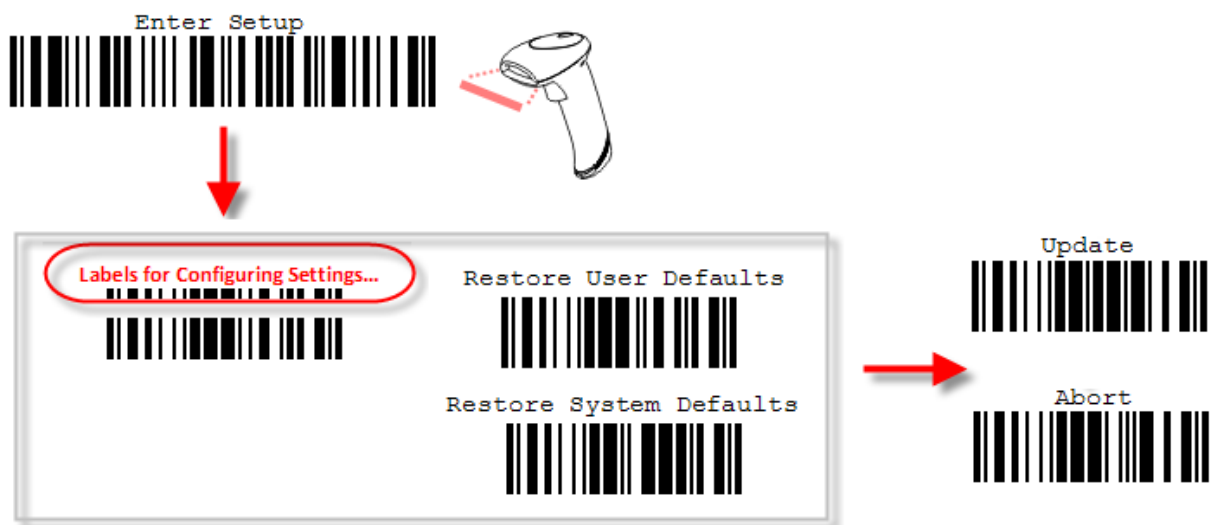 Enter Setup
Labels for Configuring Settings...
Restore User Defaults
Restore System Defaults
Update
Abort